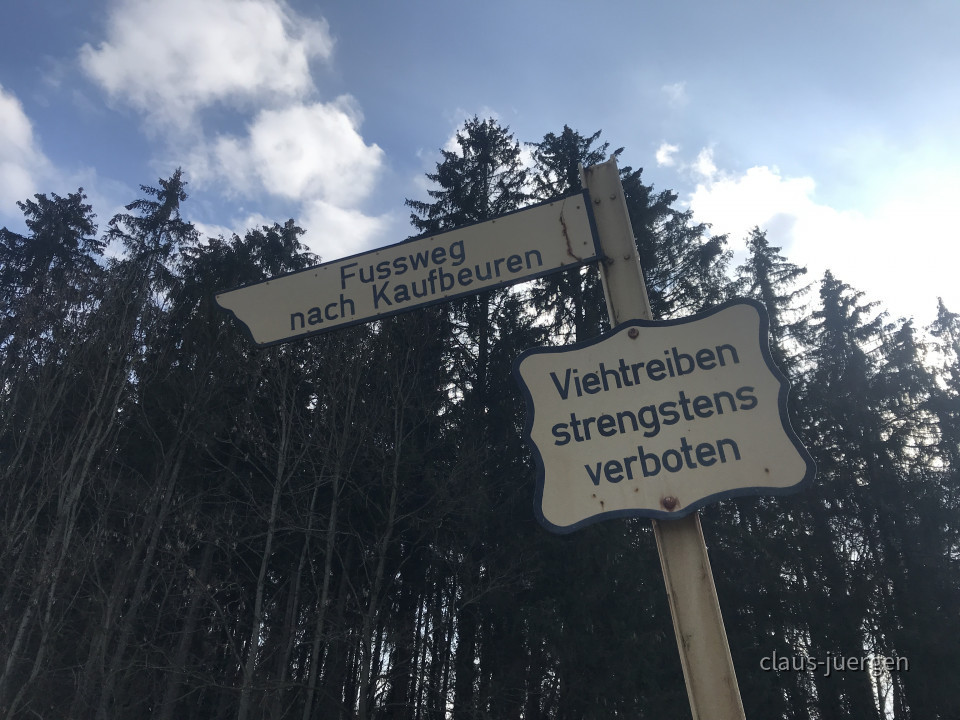 Fussweg
nach Kaufbeuren
Viehtreiben
strengstens
verboten
claus-juergen